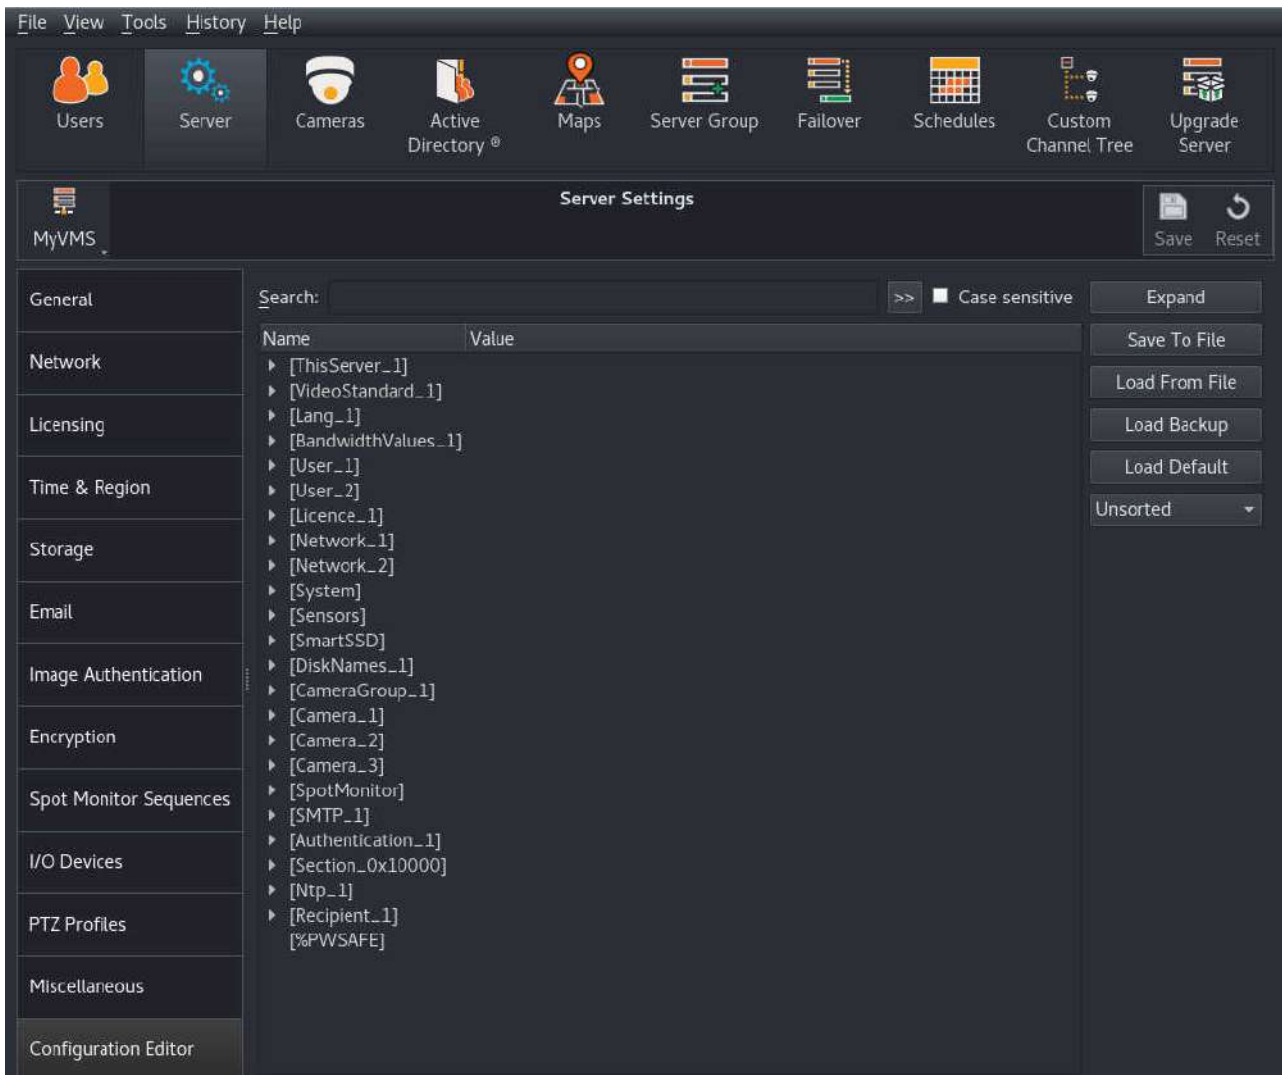 File View Tools History Help
Users Server Cameras Active Directory ® Maps Server Group Failover Schedules Custom Channel Tree Upgrade Server
Server Settings
MyVMS
Save Reset
General
Network
Licensing
Time & Region
Storage
Email
Image Authentication
Encryption
Spot Monitor Sequences
I/O Devices
PTZ Profiles
Miscellaneous
Configuration Editor
Search: >> Case sensitive
Name Value
[ThisServer_1]
[VideoStandard_1]
[Lang_1]
[BandwidthValues_1]
[User_1]
[User_2]
[Licence_1]
[Network_1]
[Network_2]
[System]
[Sensors]
[SmartSSD]
[DiskNames_1]
[CameraGroup_1]
[Camera_1]
[Camera_2]
[Camera_3]
[SpotMonitor]
[SMTP_1]
[Authentication_1]
[Section_0x10000]
[Ntp_1]
[Recipient_1]
[%PWSAFE]
Expand
Save To File
Load From File
Load Backup
Load Default
Unsorted